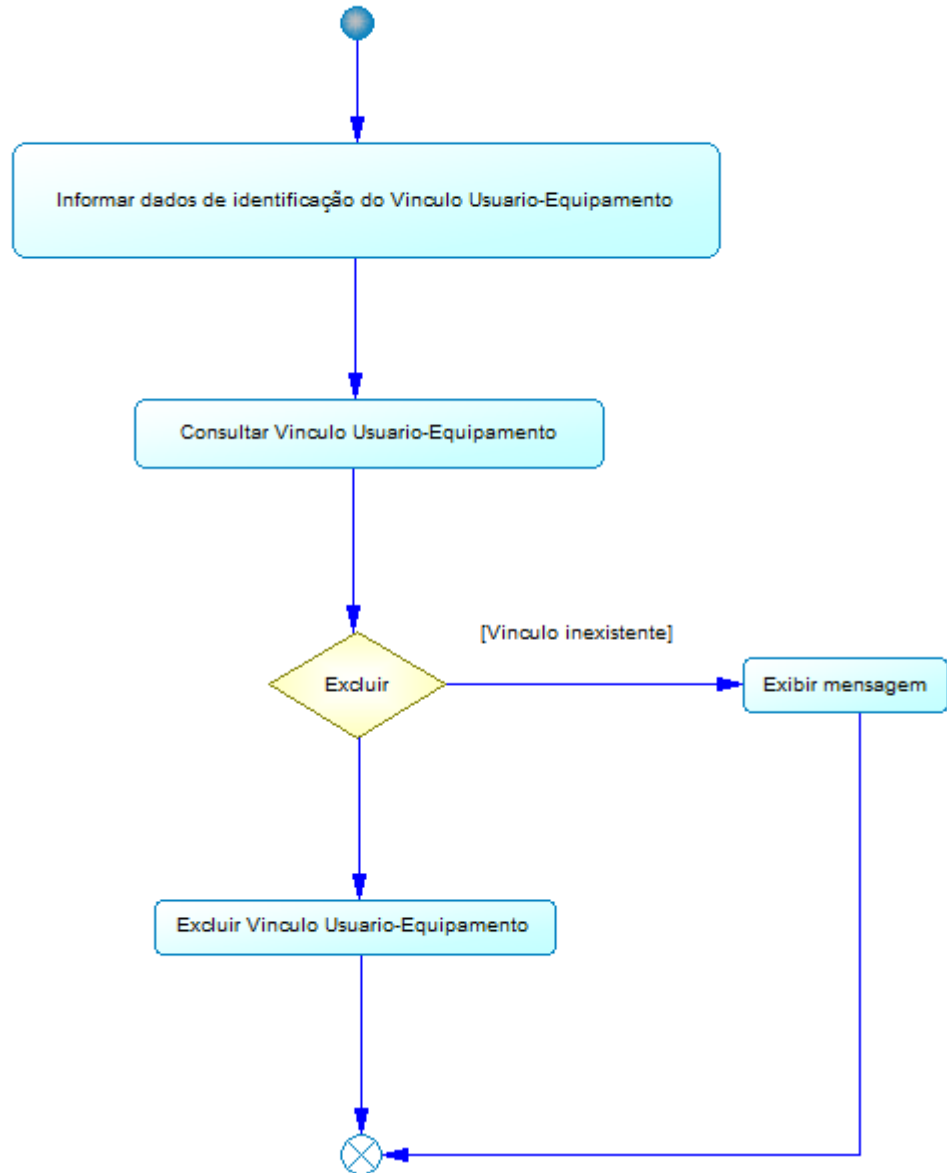 Informar dados de identificação do Vinculo Usuario-Equipamento
Consultar Vinculo Usuario-Equipamento
[Vinculo inexistente]
Excluir
Exibir mensagem
Excluir Vinculo Usuario-Equipamento